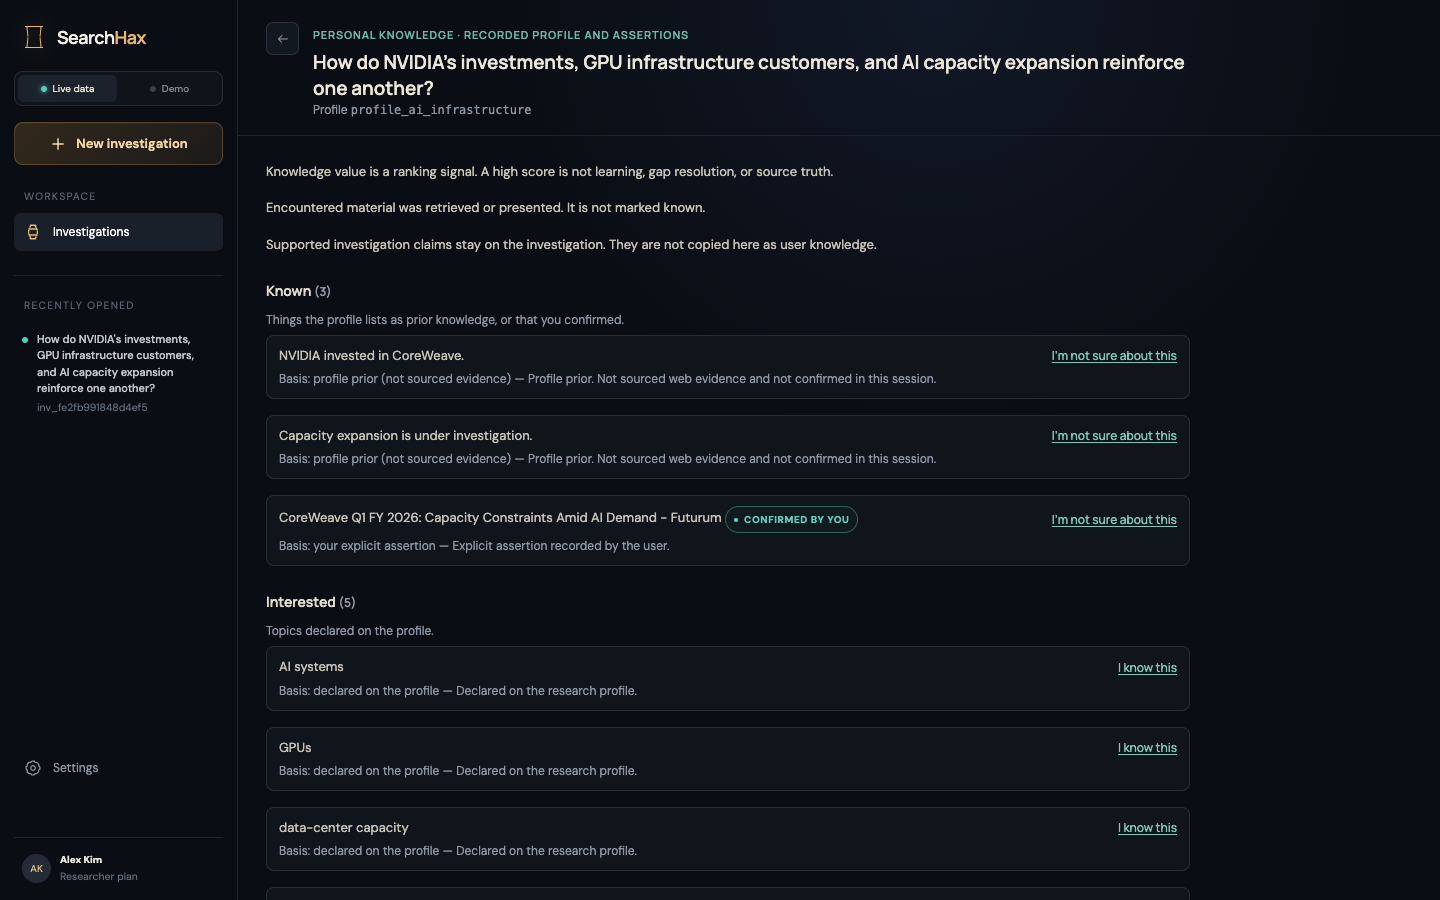 SearchHax
Live data
Demo
+ New investigation
WORKSPACE
Investigations
RECENTLY OPENED
How do NVIDIA's investments,
GPU infrastructure customers,
and AI capacity expansion
reinforce one another?
inv_fe2fb991848d4ef5
Settings
AK
Alex Kim
Researcher plan
←
PERSONAL KNOWLEDGE · RECORDED PROFILE AND ASSERTIONS
How do NVIDIA's investments, GPU infrastructure customers, and AI capacity expansion reinforce
one another?
Profile profile_ai_infrastructure
Knowledge value is a ranking signal. A high score is not learning, gap resolution, or source truth.
Encountered material was retrieved or presented. It is not marked known.
Supported investigation claims stay on the investigation. They are not copied here as user knowledge.
Known (3)
Things the profile lists as prior knowledge, or that you confirmed.
NVIDIA invested in CoreWeave.
I'm not sure about this
Basis: profile prior (not sourced evidence) — Profile prior. Not sourced web evidence and not confirmed in this session.
Capacity expansion is under investigation.
I'm not sure about this
Basis: profile prior (not sourced evidence) — Profile prior. Not sourced web evidence and not confirmed in this session.
CoreWeave Q1 FY 2026: Capacity Constraints Amid AI Demand - Futurum
• CONFIRMED BY YOU
I'm not sure about this
Basis: your explicit assertion — Explicit assertion recorded by the user.
Interested (5)
Topics declared on the profile.
AI systems
I know this
Basis: declared on the profile — Declared on the research profile.
GPUs
I know this
Basis: declared on the profile — Declared on the research profile.
data-center capacity
I know this
Basis: declared on the profile — Declared on the research profile.